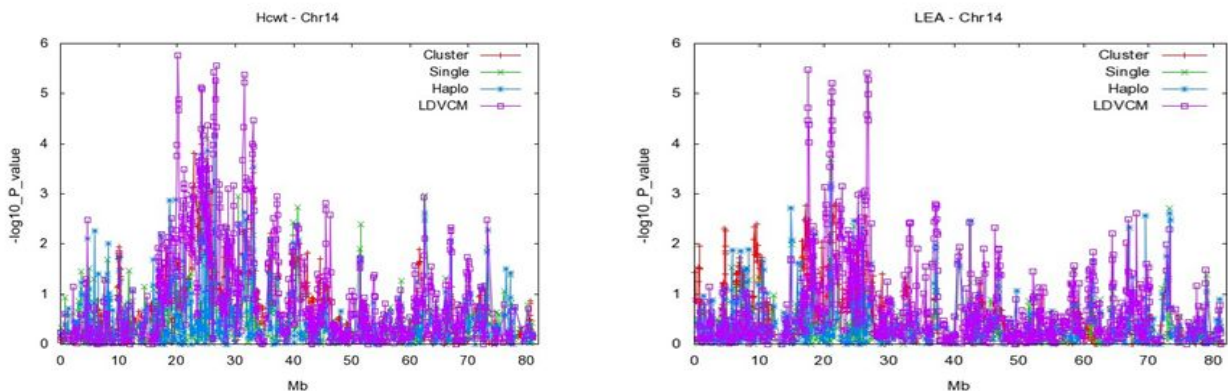 Hcwt - Chr14
-log10_P_value
6
5
4
3
2
1
0
Cluster
Single
Haplo
LDVCM
0 10 20 30 40 50 60 70 80
Mb
LEA - Chr14
-log10_P_value
6
5
4
3
2
1
0
Cluster
Single
Haplo
LDVCM
0 10 20 30 40 50 60 70 80
Mb